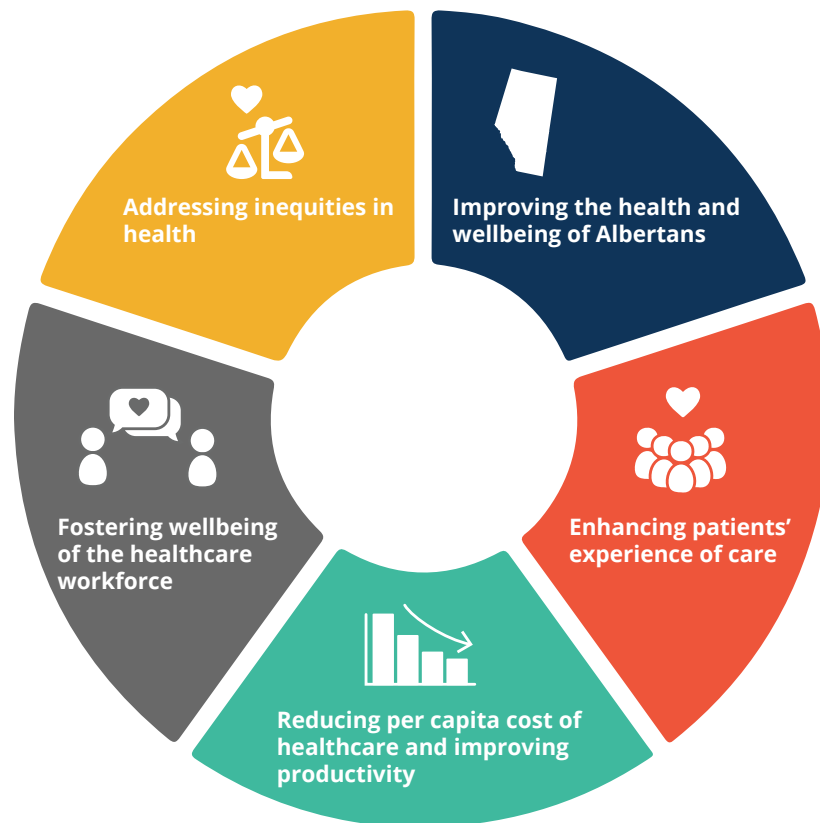 Addressing inequities in
health
Improving the health and
wellbeing of Albertans
Fostering wellbeing
of the healthcare
workforce
Enhancing patients’
experience of care
Reducing per capita cost of
healthcare and improving
productivity